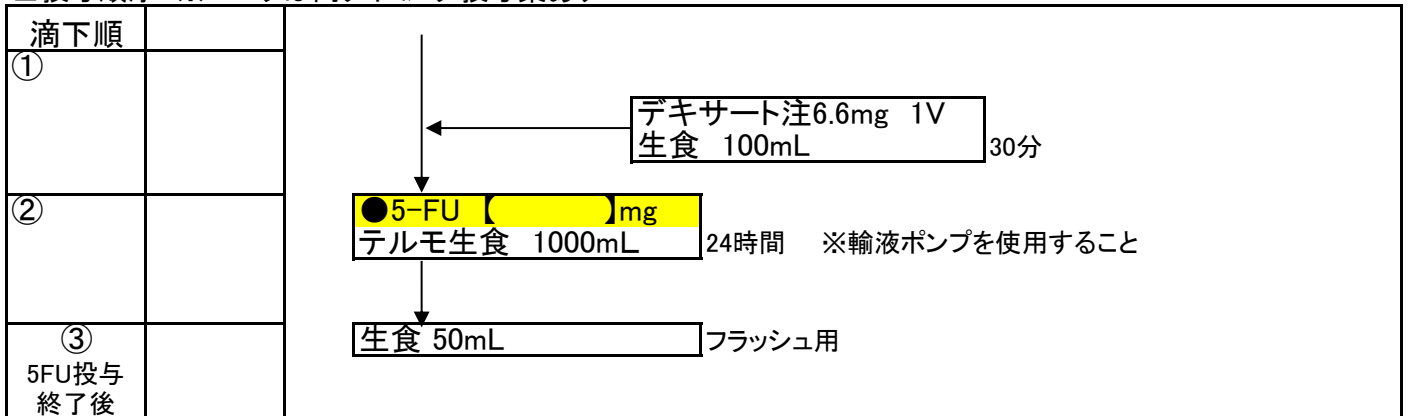 滴下順
①
デキサート注6.6mg 1V
生食 100mL
30分
②
●5-FU 【 】mg
テルモ生食 1000mL
24時間 ※輸液ポンプを使用すること
③
生食 50mL
フラッシュ用
5FU投与
終了後